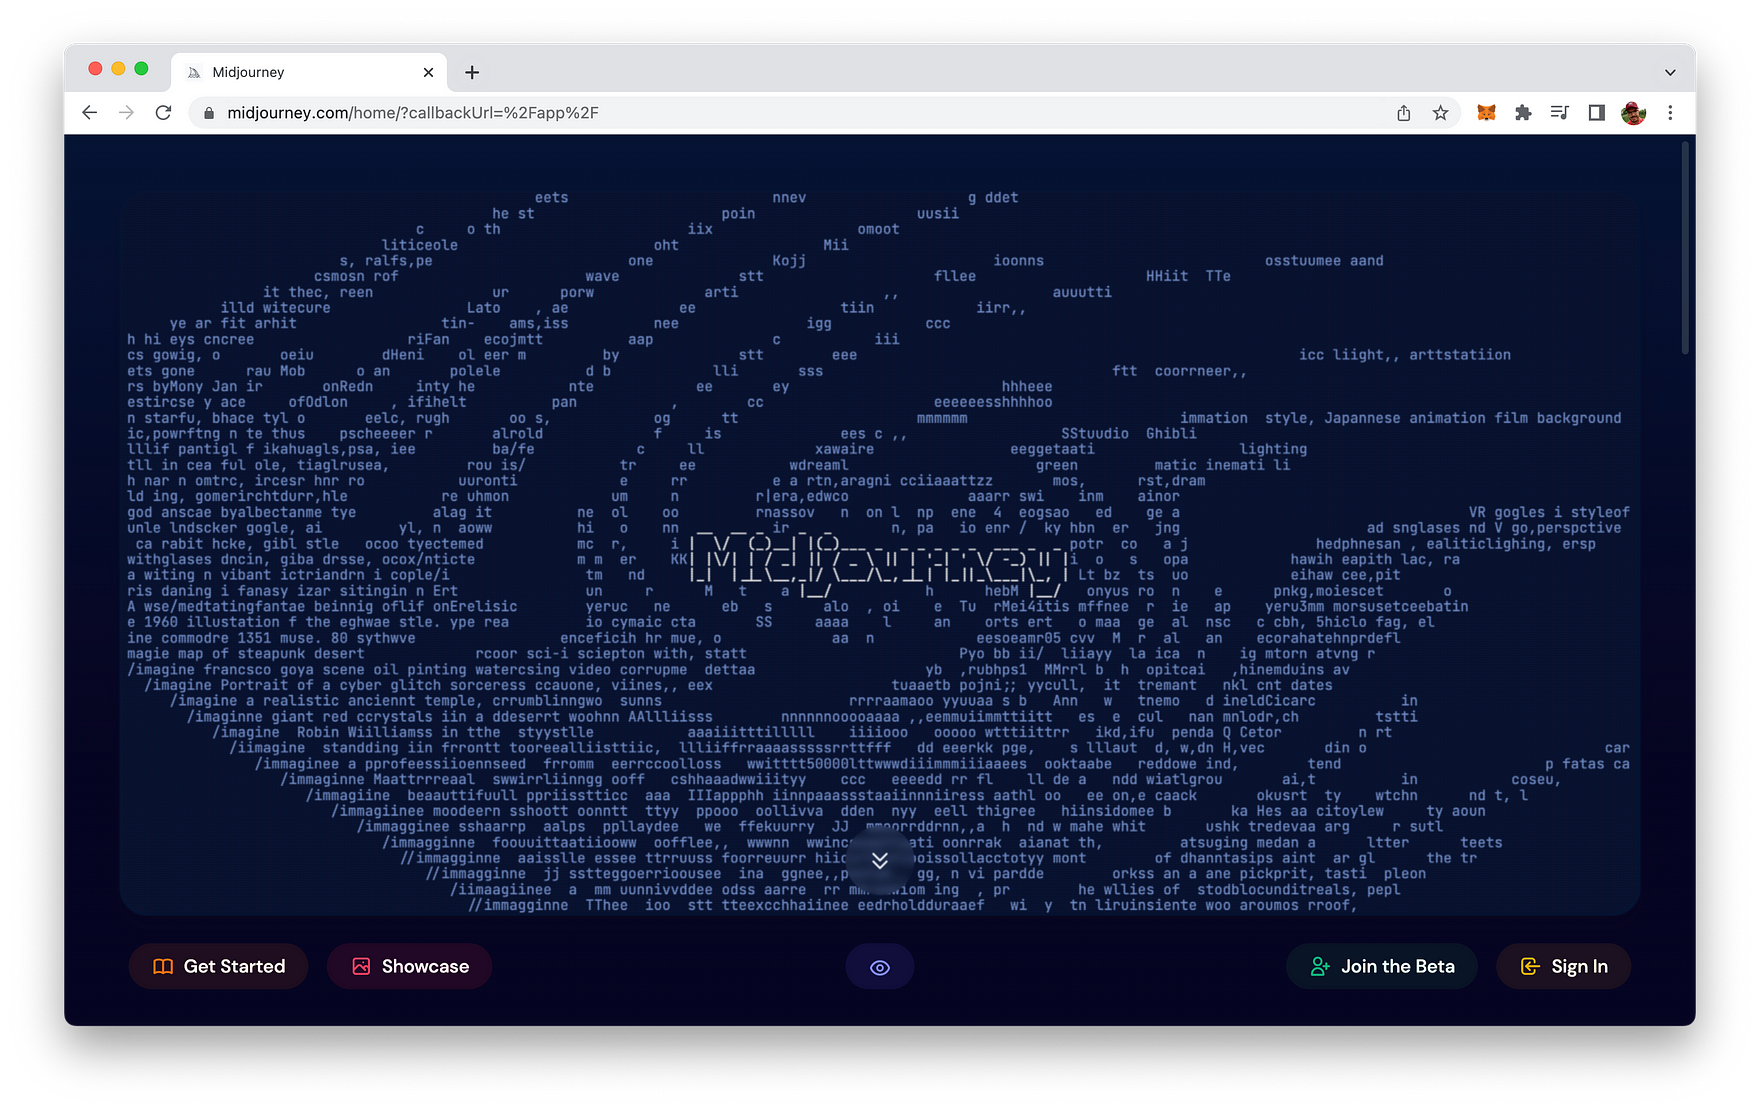 Midjourney
midjourney.com/home/?callbackUrl=%2Fapp%2F
eets nnev g ddet
he st poin uusii
c o th iix omoot
liticeole oht Mii
s, ralfs,pe one Kojj ioonns osstuumee aand
csmosn rof wave stt fllee HHiit TTe
it thec, reen ur porw arti ,, auuutti
illd witecure Lato , ae ee tiin iirr,,
ye ar fit arhit tin- ams,iss nee igg ccc
h hi eys cncree riFan ecojmtt aap c iii
cs gowig, o oeiu dHeni ol eer m by stt eee icc liight,, arttstatiion
ets gone rau Mob o an polele d b lli sss ftt coorrneer,,
rs byMony Jan ir onRedn inty he nte ee ey hhheee
estircse y ace ofOdlon , ifihelt pan , cc eeeeeesshhhhoo
n starfu, bhace tyl o eelc, rugh oo s, og tt mmmmmm immation style, Japannese animation film background
ic,powrftng n te thus pscheeeer r alrold f is ees c ,, SStuudio Ghibli
lllif pantigl f ikahuagls,psa, iee ba/fe c ll xawaire eeggetaati lighting
tll in cea ful ole, tiaglrusea, rou is/ tr ee wdreaml green matic inemati li
h nar n omtrc, ircesr hnr ro uuronti e rr e a rtn,aragni cciiaaattzz mos, rst,dram
ld ing, gomerirchtdurr,hle re uhmon um n r|era,edwco aaarr swi inm ainor
god anscae byalbectanme tye alag it ne ol oo rnassov n on l np ene 4 eogsao ed ge a VR gogles i styleof
unle lndscker gogle, ai yl, n aoww hi o nn ir n, pa io enr / ky hbn er jng ad snglases nd V go,perspctive
ca rabit hcke, gibl stle ocoo tyectemed mc r, i potr co a j hedphnesan , ealiticlighing, ersp
withglases dncin, giba drsse, ocox/nticte m m er KK i o s opa hawih eapith lac, ra
Midjourney
a witing n vibant ictriandrn i cople/i tm nd Lt bz ts uo eihaw cee,pit
ris daning i fanasy izar sitingin n Ert un r M t a h hebM onyus ro n e pnkg,moiescet o
A wse/medtatingfantae beinnig oflif onErelisic yeruc ne eb s alo , oi e Tu rMei4itis mffnee r ie ap yeru3mm morsusetceebatin
e 1960 illustation f the eghwae stle. ype rea io cymaic cta SS aaaa l an orts ert o maa ge al nsc c cbh, 5hiclo fag, el
ine commodre 1351 muse. 80 sythwve enceficih hr mue, o aa n eesoeamr05 cvv M r al an ecorahatehnprdefl
magie map of steapunk desert rcoor sci-i sciepton with, statt Pyo bb ii/ liiayy la ica n ig mtorn atvng r
/imagine francsco goya scene oil pinting watercsing video corrupme dettaa yb ,rubhps1 MMrrl b h opitcai ,hinemduins av
/imagine Portrait of a cyber glitch sorceress ccauone, viines,, eex tuaaetb pojni;; yycull, it tremant nkl cnt dates
/imagine a realistic anciennt temple, crrumblinngwo sunns rrrraamaoo yyuuaa s b Ann w tnemo d ineldCicarc in
/imaginne giant red ccrystals iin a ddeserrt woohnn AAllliisss nnnnnnooooaaaa ,,eemmuiimmttiitt es e cul nan mnlodr,ch tstti
/imagine Robin Wiilliamss in tthe styystlle aaaiiitttilllll iiiiooo ooooo wtttiittrr ikd,ifu penda Q Cetor n rt
/iimagine standding iin frrontt tooreealliisttiic, llliiffrraaaasssssrrttfff dd eeerkk pge, s lllaut d, w,dn H,vec din o car
/imaginee a pprofeessiioennseed frromm eerrccoolloss wwitttt50000lttwwwdiiimmmiiiaaees ooktaabe reddowe ind, tend p fatas ca
/imaginne Maattrrreaal swwirrliinngg ooff cshhaaadwwiiityy ccc eeeedd rr fl ll de a ndd wiatlgrou ai,t in coseu,
/imagiine beaauttifuull ppriisstticc aaa IIIappphh iinnpaaassstaaiinnniiress aathl oo ee on,e caack okusrt ty wtchn nd t, l
/imagiinee moodeern sshoott oonntt ttyy ppooo oollivva dden nyy eell thigree hiinsidomee b ka Hes aa citoylew ty aoun
/immagginee sshaarrp aalps pplaydee we ffekuurry JJ mmoorrddrnn,,a h nd w mahe whit ushk tredevaa arg r sutl
/immaginne foouuittaatiiooww oofflee,, wwwnn ati oonrrak aianat th, atsuging medan a ltter teets
//immagginne aaisslle essee ttrruuss foorreuurr oissollacctotyy mont of dhanntasips aint ar gl the tr
//immagginne jj sstteggoerrioousee ina ggnee,, gg, n vi pardde orkss an a ane pickprit, tasti pleon
/iimaagiinee a mm uunnivvddee odss aarre rr iom ing , pr he wllies of stodblocunditreals, pepl
//immagginne TThee ioo stt tteexcchhaiinee eedrholdduraaef wi y tn liruinsiente woo aroumos rroof,
Get Started
Showcase
Join the Beta
Sign In